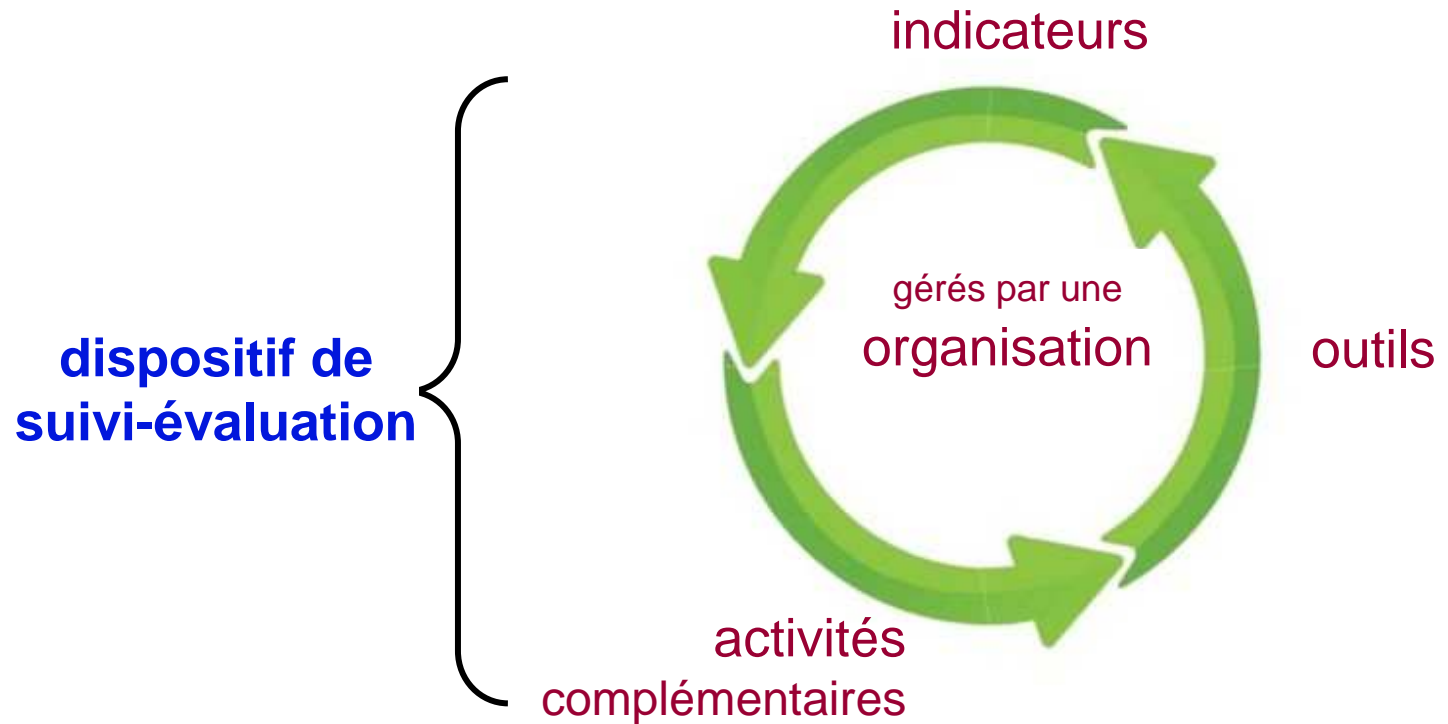 indicateurs
gérés par une
organisation
outils
dispositif de
suivi-évaluation
activités
complémentaires